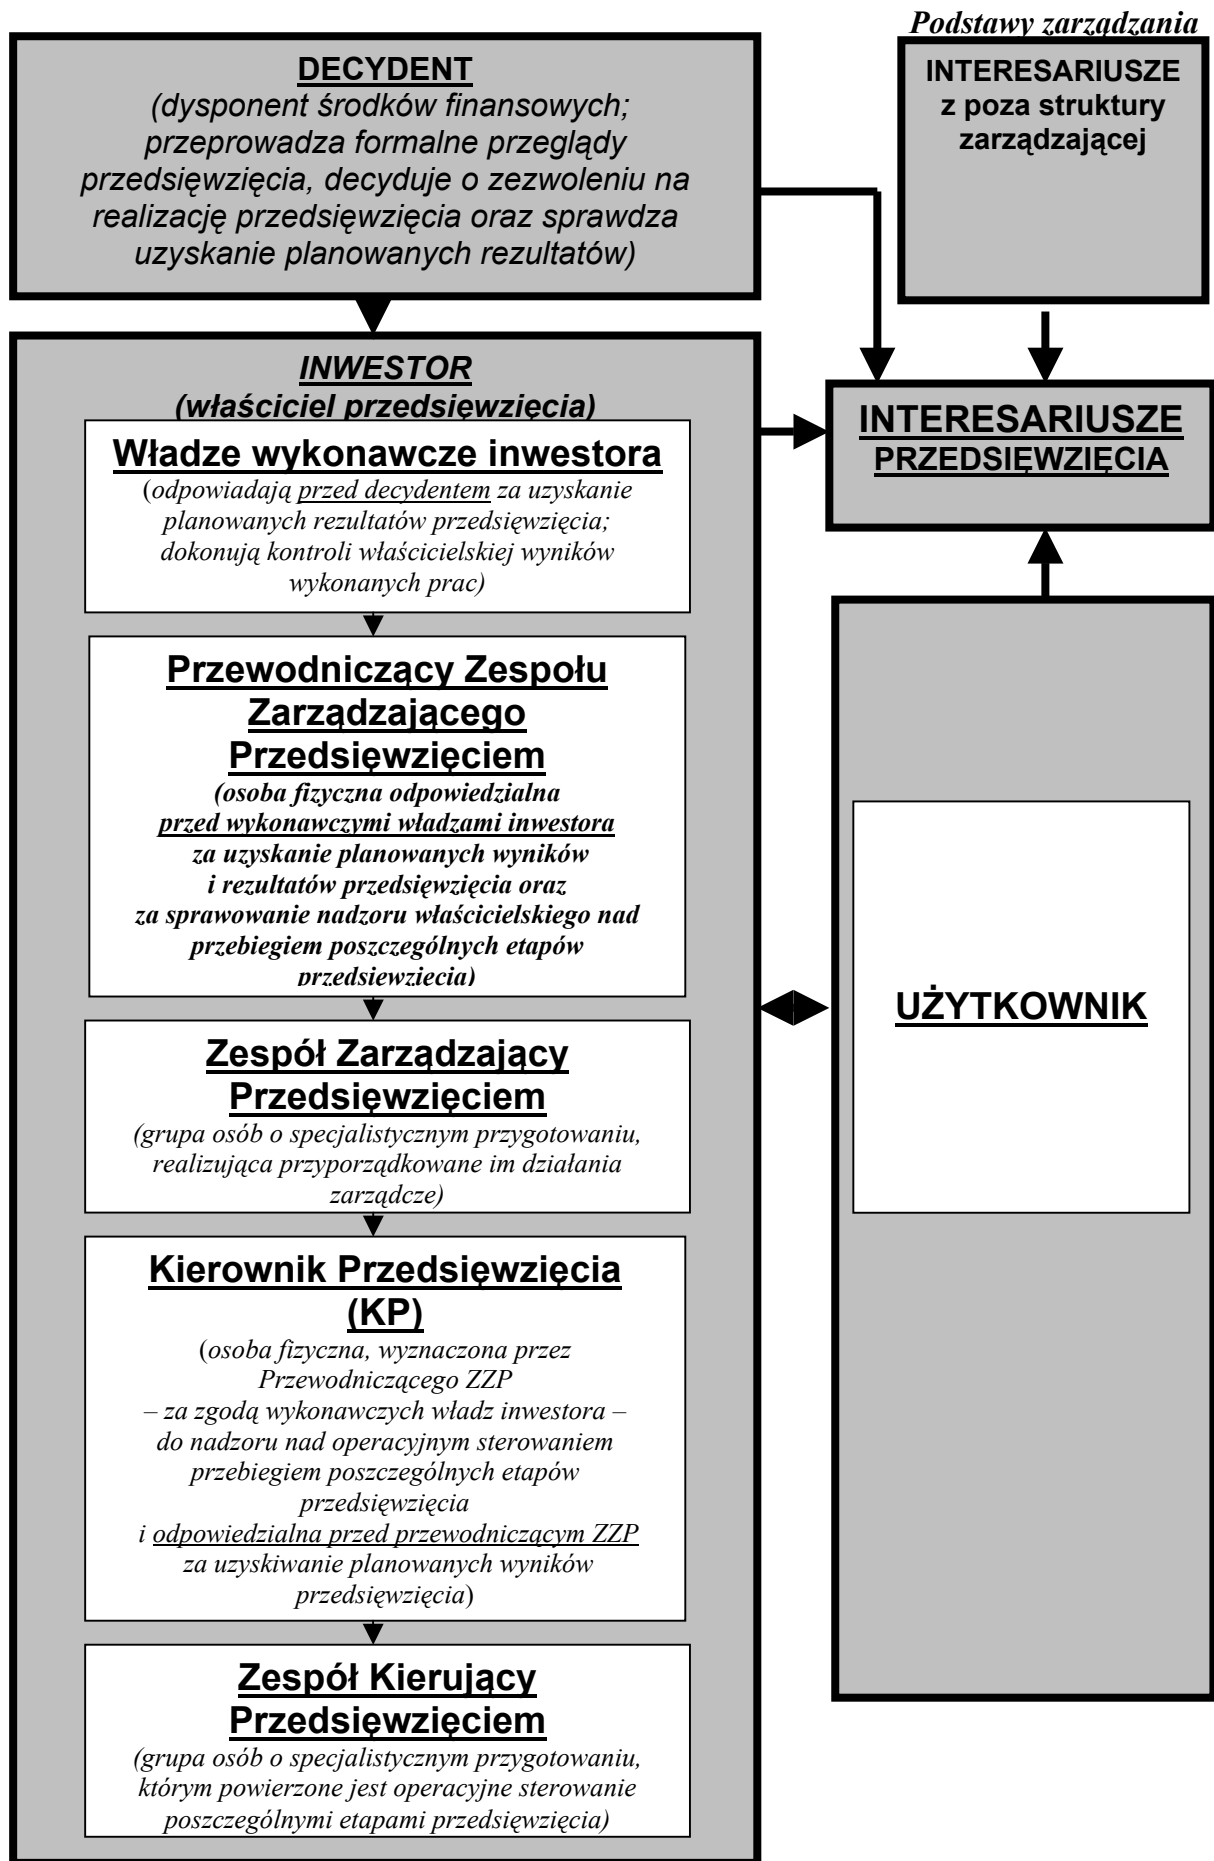 Podstawy zarządzania
DECYDENT
(dysponent środków finansowych;
przeprowadza formalne przeglądy
przedsięwzięcia, decyduje o zezwoleniu na
realizację przedsięwzięcia oraz sprawdza
uzyskanie planowanych rezultatów)
INTERESARIUSZE
z poza struktury
zarządzającej
INWESTOR
(właściciel przedsięwzięcia)
Władze wykonawcze inwestora
(odpowiadają przed decydentem za uzyskanie
planowanych rezultatów przedsięwzięcia;
dokonują kontroli właścicielskiej wyników
wykonanych prac)
INTERESARIUSZE
PRZEDSIĘWZIĘCIA
Przewodniczący Zespołu
Zarządzającego
Przedsięwzięciem
(osoba fizyczna odpowiedzialna
przed wykonawczymi władzami inwestora
za uzyskanie planowanych wyników
i rezultatów przedsięwzięcia oraz
za sprawowanie nadzoru właścicielskiego nad
przebiegiem poszczególnych etapów
przedsięwzięcia)
UŻYTKOWNIK
Zespół Zarządzający
Przedsięwzięciem
(grupa osób o specjalistycznym przygotowaniu,
realizująca przyporządkowane im działania
zarządcze)
Kierownik Przedsięwzięcia
(KP)
(osoba fizyczna, wyznaczona przez
Przewodniczącego ZZP
– za zgodą wykonawczych władz inwestora –
do nadzoru nad operacyjnym sterowaniem
przebiegiem poszczególnych etapów
przedsięwzięcia
i odpowiedzialna przed przewodniczącym ZZP
za uzyskiwanie planowanych wyników
przedsięwzięcia)
Zespół Kierujący
Przedsięwzięciem
(grupa osób o specjalistycznym przygotowaniu,
którym powierzone jest operacyjne sterowanie
poszczególnymi etapami przedsięwzięcia)